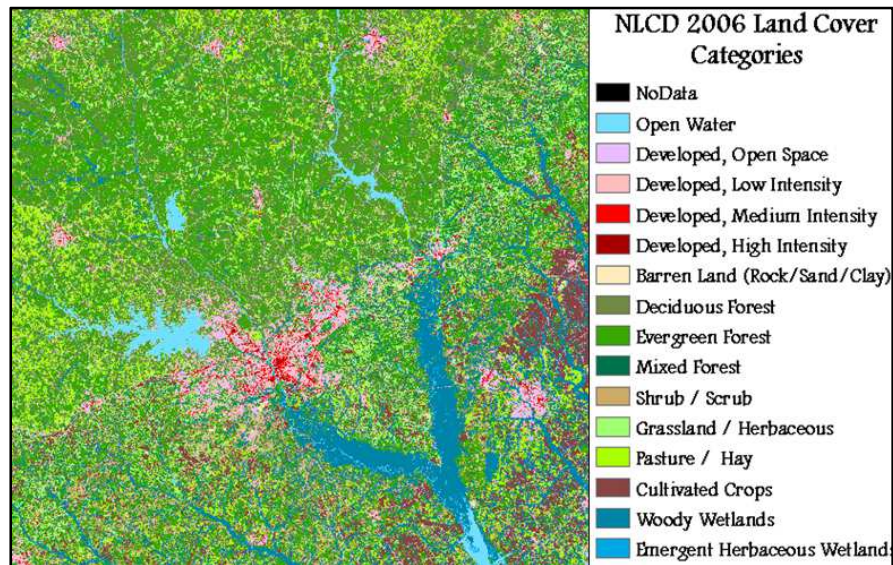 NLCD 2006 Land Cover
Categories
NoData
Open Water
Developed, Open Space
Developed, Low Intensity
Developed, Medium Intensity
Developed, High Intensity
Barren Land (Rock/Sand/Clay)
Deciduous Forest
Evergreen Forest
Mixed Forest
Shrub / Scrub
Grassland / Herbaceous
Pasture / Hay
Cultivated Crops
Woody Wetlands
Emergent Herbaceous Wetland